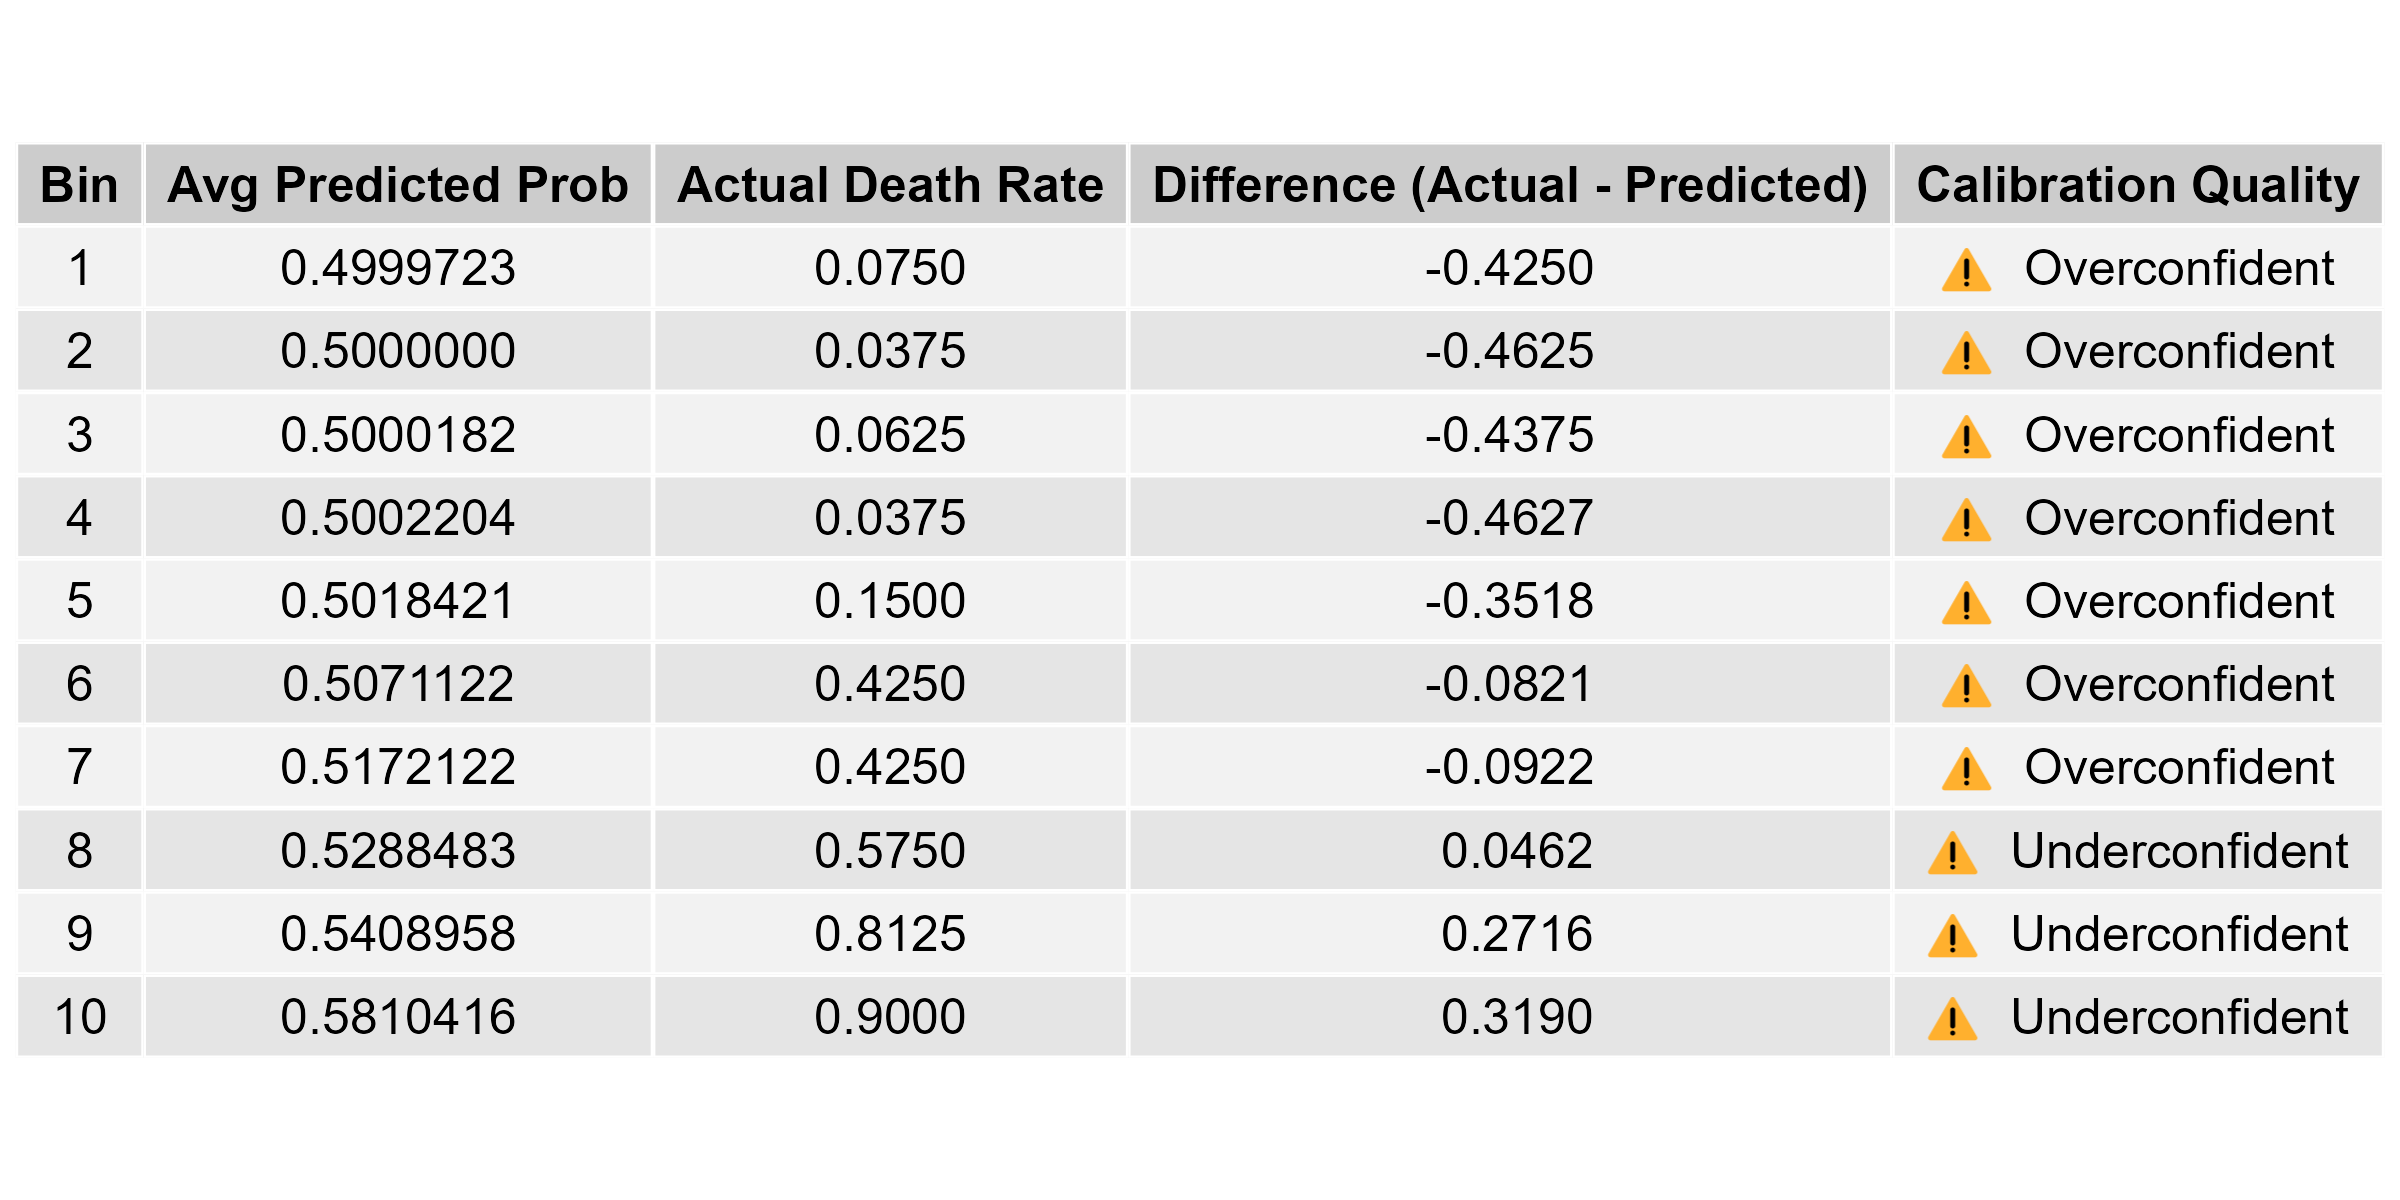 Bin Avg Predicted Prob Actual Death Rate Difference (Actual - Predicted) Calibration Quality
1 0.4999723 0.0750 -0.4250 ⚠️ Overconfident
2 0.5000000 0.0375 -0.4625 ⚠️ Overconfident
3 0.5000182 0.0625 -0.4375 ⚠️ Overconfident
4 0.5002204 0.0375 -0.4627 ⚠️ Overconfident
5 0.5018421 0.1500 -0.3518 ⚠️ Overconfident
6 0.5071122 0.4250 -0.0821 ⚠️ Overconfident
7 0.5172122 0.4250 -0.0922 ⚠️ Overconfident
8 0.5288483 0.5750 0.0462 ⚠️ Underconfident
9 0.5408958 0.8125 0.2716 ⚠️ Underconfident
10 0.5810416 0.9000 0.3190 ⚠️ Underconfident